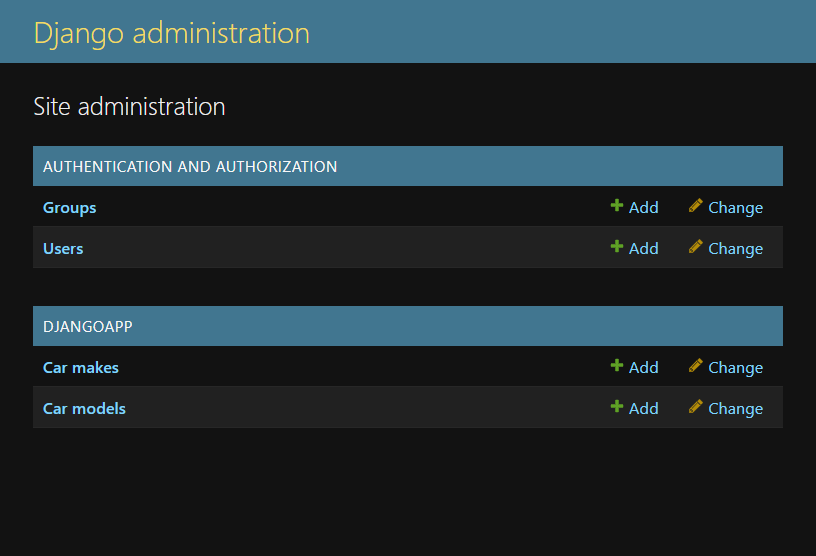 Django administration
Site administration
AUTHENTICATION AND AUTHORIZATION
Groups Add Change
Users Add Change
DJANGOAPP
Car makes Add Change
Car models Add Change